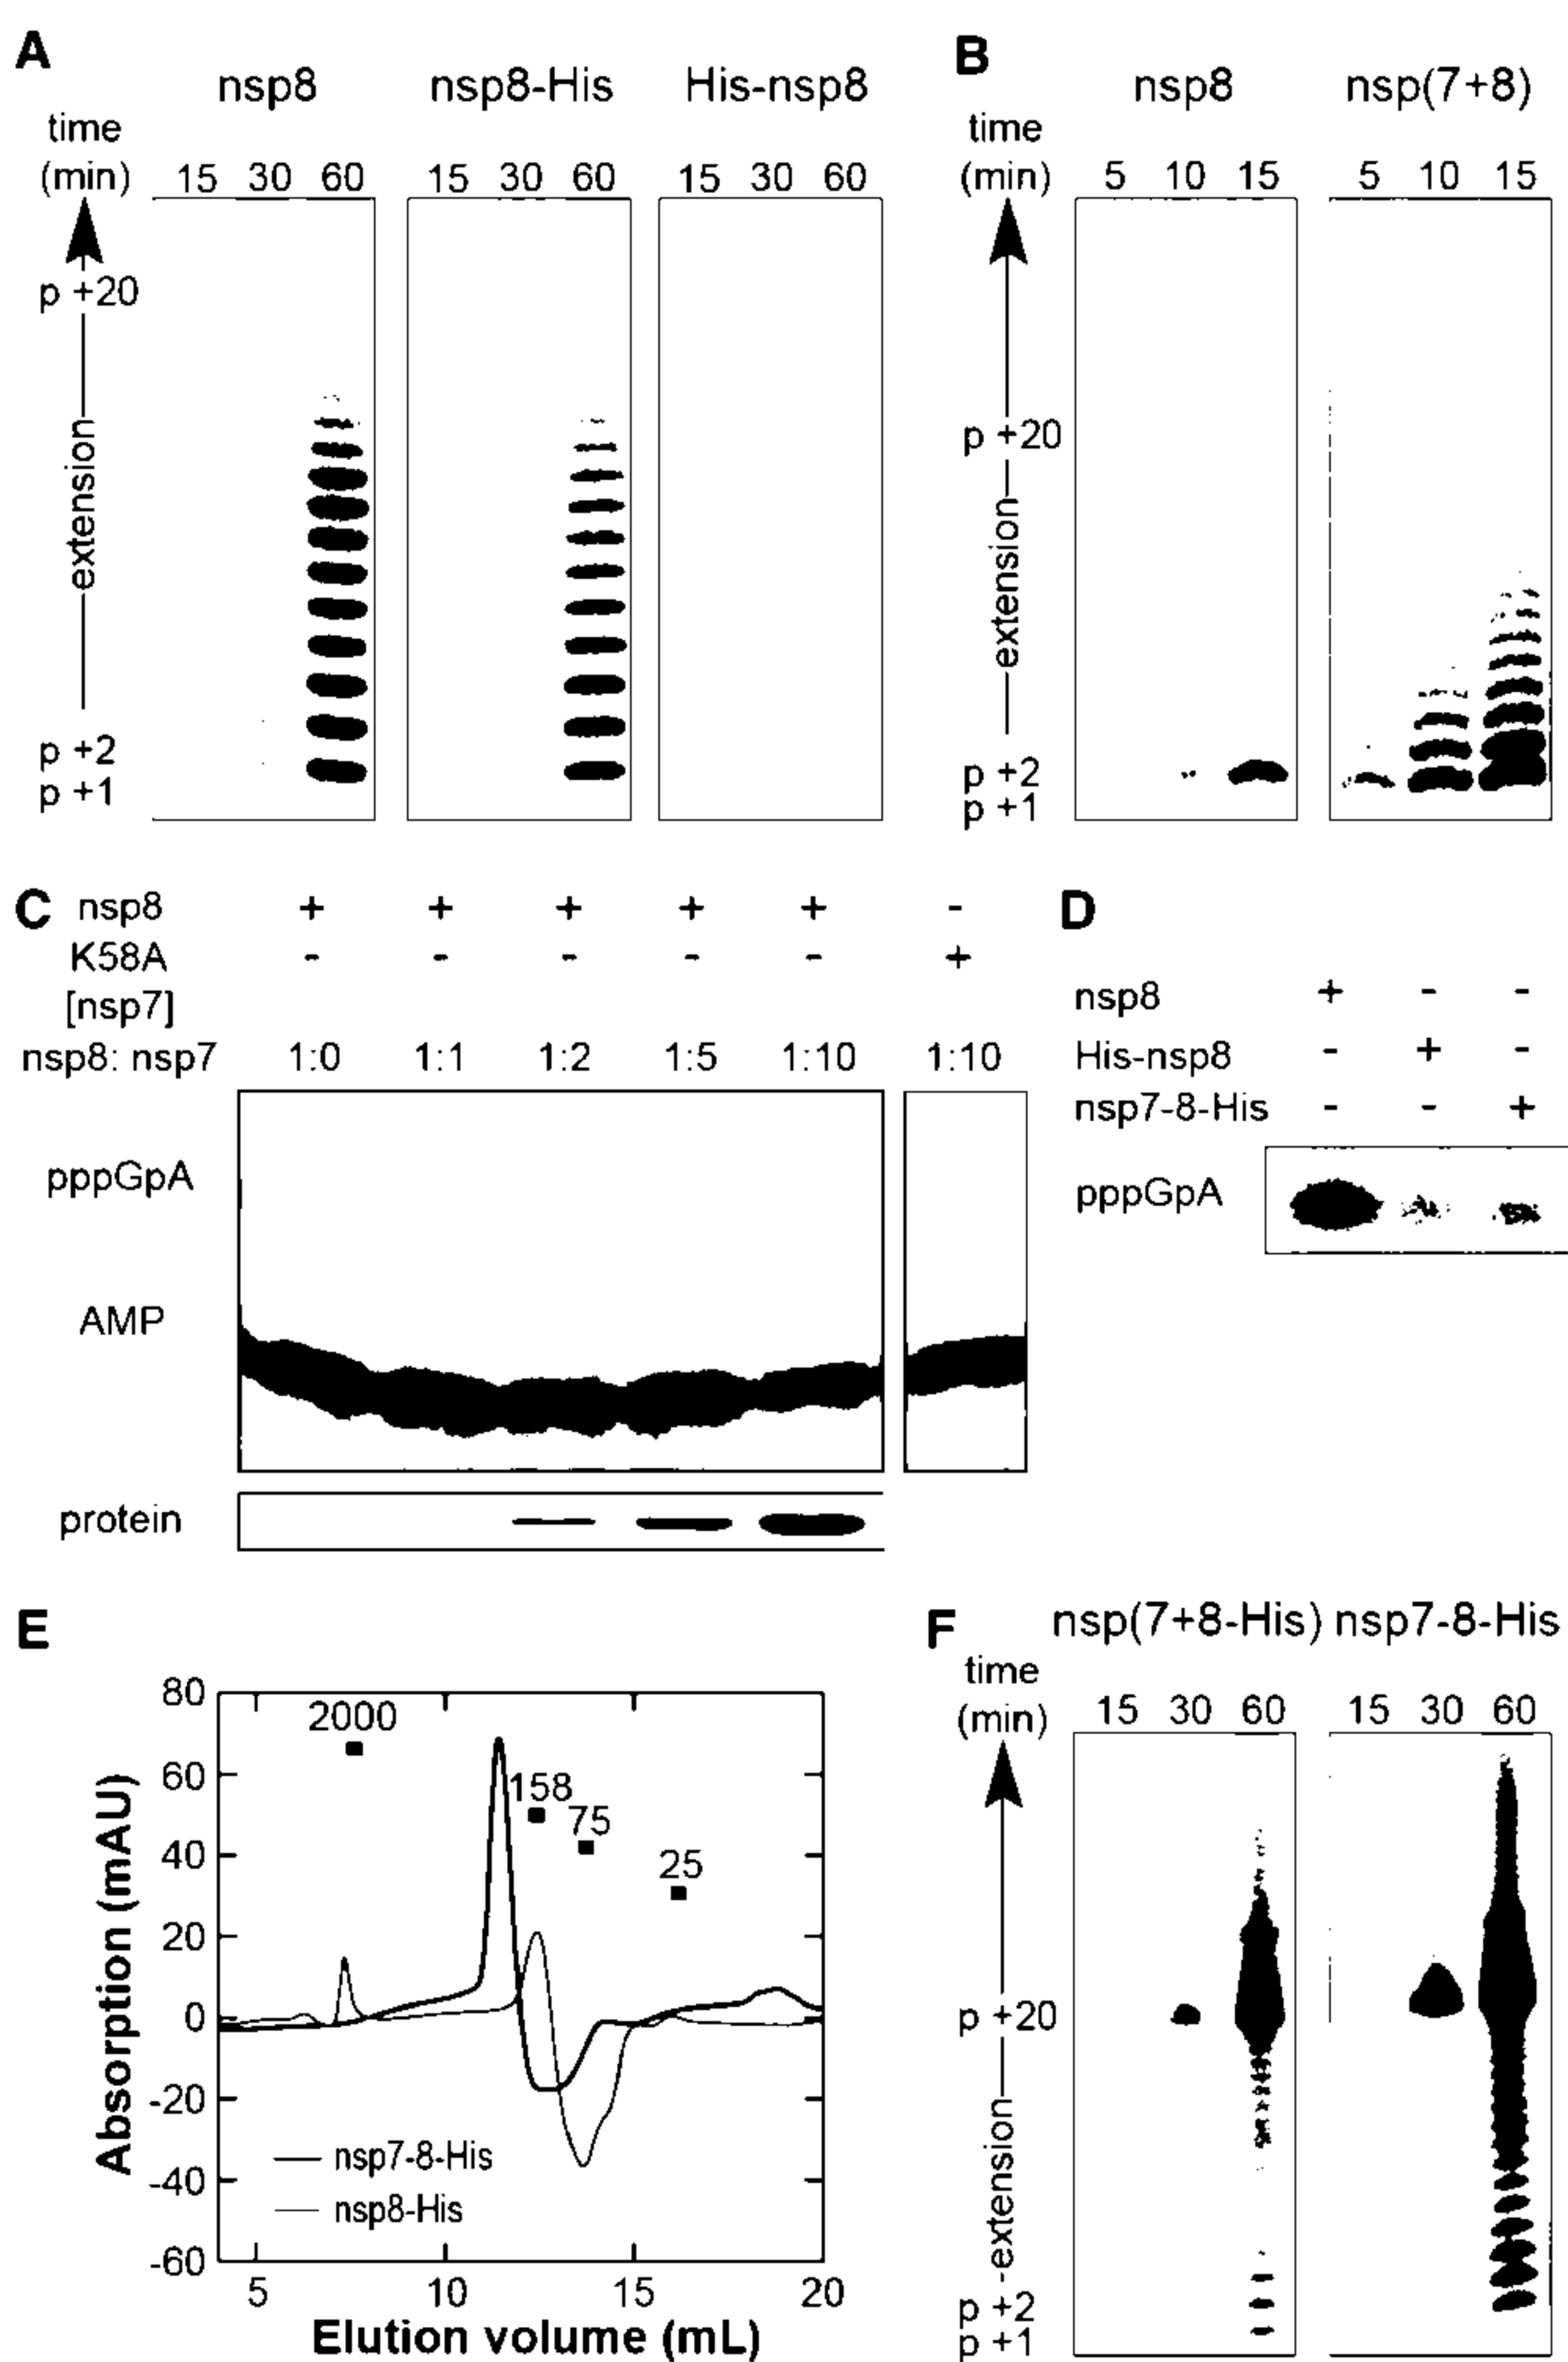 A
nsp8 nsp8-His His-nsp8
time
(min) 15 30 60 15 30 60 15 30 60
p +20
extension
p +2
p +1
B
nsp8 nsp(7+8)
time
(min) 5 10 15 5 10 15
p +20
extension
p +2
p +1
C nsp8 + + + + + -
K58A - - - - - +
[nsp7]
nsp8: nsp7 1:0 1:1 1:2 1:5 1:10 1:10
pppGpA
AMP
protein
D
nsp8 + - -
His-nsp8 - + -
nsp7-8-His - - +
pppGpA
E
80
60
40
20
0
-20
-40
-60
Absorption (mAU)
2000
158
75
25
nsp7-8-His
nsp8-His
5 10 15 20
Elution volume (mL)
F nsp(7+8-His) nsp7-8-His
time
(min) 15 30 60 15 30 60
p +20
extension
p +2
p +1